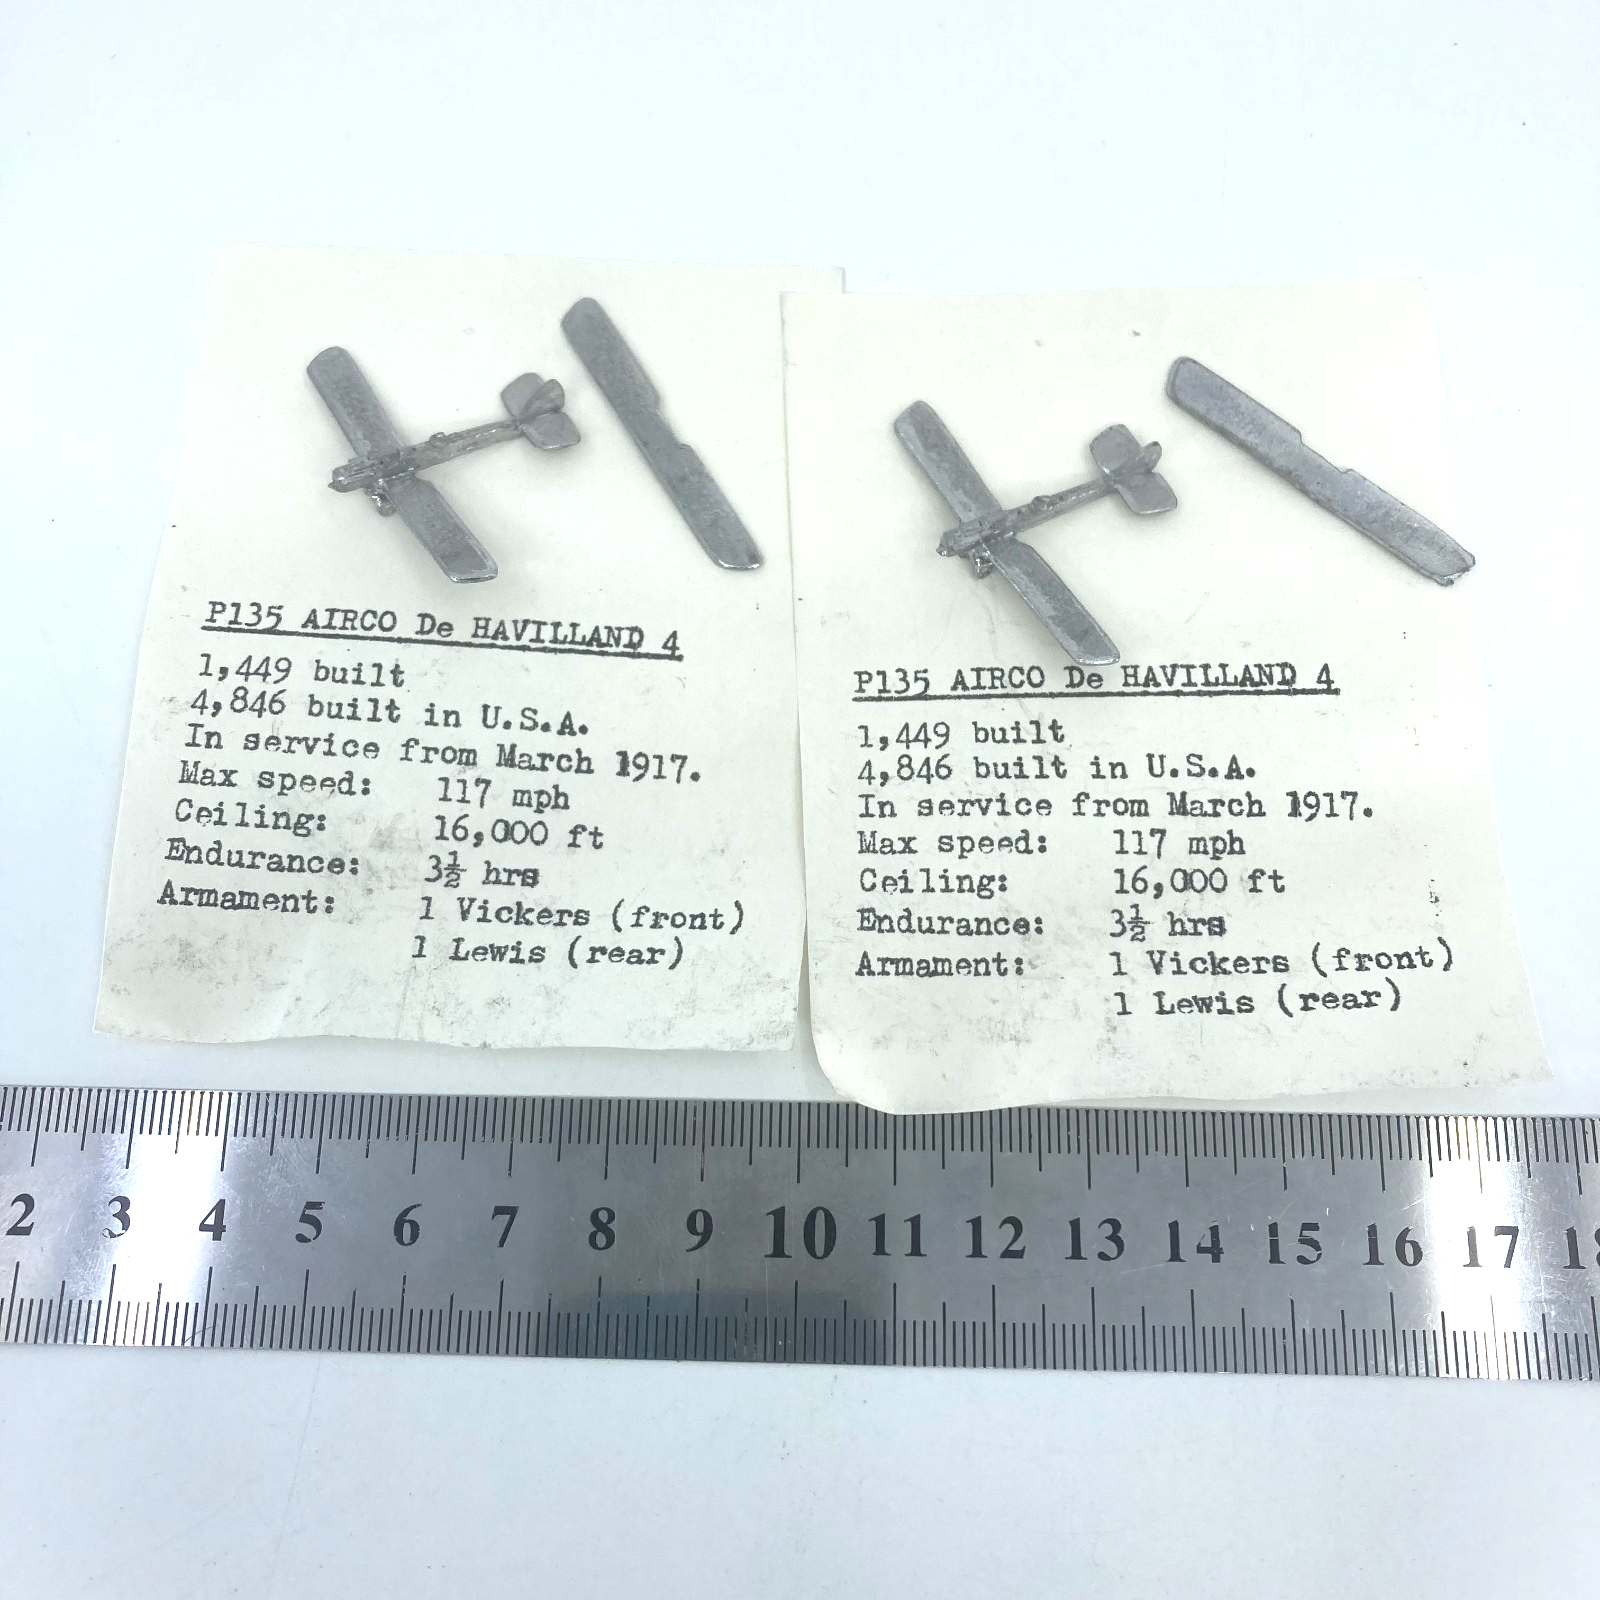 P135 AIRCO De HAVILLAND 4
1,449 built
4,846 built in U.S.A.
In service from March 1917.
Max speed: 117 mph
Ceiling: 16,000 ft
Endurance: 3½ hrs
Armament: 1 Vickers (front)
1 Lewis (rear)
P135 AIRCO De HAVILLAND 4
1,449 built
4,846 built in U.S.A.
In service from March 1917.
Max speed: 117 mph
Ceiling: 16,000 ft
Endurance: 3½ hrs
Armament: 1 Vickers (front)
1 Lewis (rear)
2 3 4 5 6 7 8 9 10 11 12 13 14 15 16 17 18